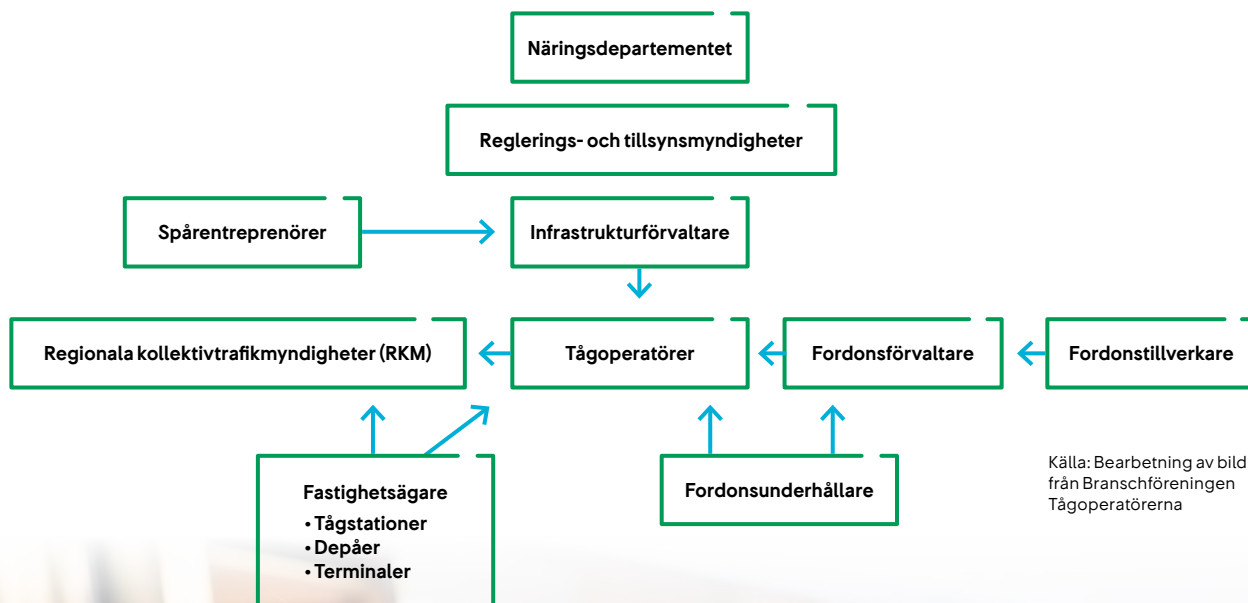 Näringsdepartementet
Reglerings- och tillsynsmyndigheter
Spårentreprenörer
Infrastrukturförvaltare
Regionala kollektivtrafikmyndigheter (RKM)
Tågoperatörer
Fordonsförvaltare
Fordonstillverkare
Fastighetsägare
• Tågstationer
• Depåer
• Terminaler
Fordonsunderhållare
Källa: Bearbetning av bild
från Branschföreningen
Tågoperatörerna